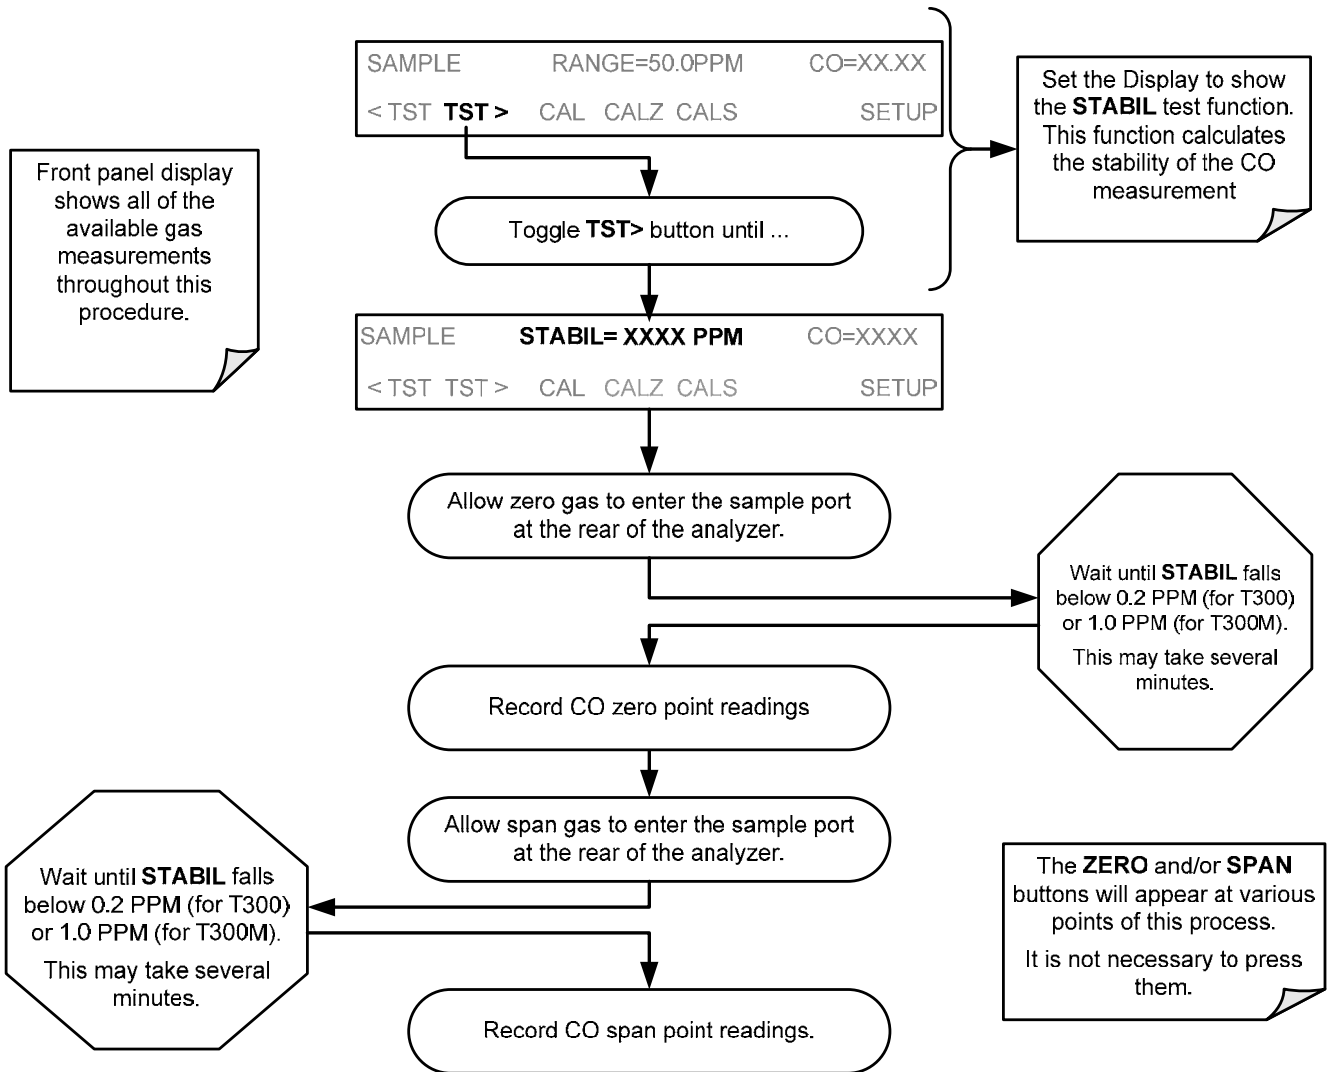 SAMPLE RANGE=50.0PPM CO=XX.XX
< TST TST > CAL CALZ CALS SETUP
Set the Display to show
the STABIL test function.
This function calculates
the stability of the CO
measurement
Front panel display
shows all of the
available gas
measurements
throughout this
procedure.
Toggle TST> button until ...
SAMPLE STABIL= XXXX PPM CO=XXXX
< TST TST > CAL CALZ CALS SETUP
Allow zero gas to enter the sample port
at the rear of the analyzer.
Wait until STABIL falls
below 0.2 PPM (for T300)
or 1.0 PPM (for T300M).
This may take several
minutes.
Record CO zero point readings
Allow span gas to enter the sample port
at the rear of the analyzer.
Wait until STABIL falls
below 0.2 PPM (for T300)
or 1.0 PPM (for T300M).
This may take several
minutes.
The ZERO and/or SPAN
buttons will appear at various
points of this process.
It is not necessary to press
them.
Record CO span point readings.